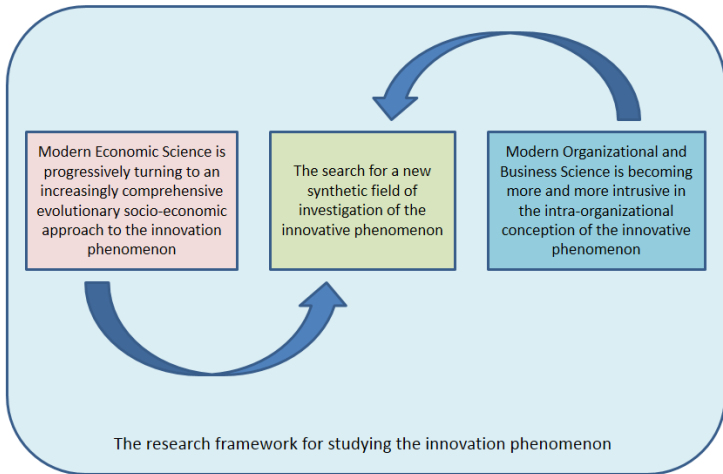 Modern Economic Science is
progressively turning to an
increasingly comprehensive
evolutionary socio-economic
approach to the innovation
phenomenon
The search for a new
synthetic field of
investigation of the
innovative phenomenon
Modern Organizational and
Business Science is becoming
more and more intrusive in
the intra-organizational
conception of the innovative
phenomenon
The research framework for studying the innovation phenomenon